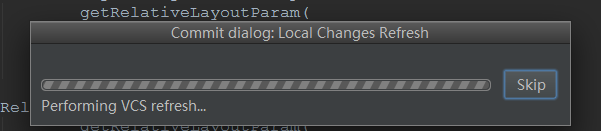 getRelativeLayoutParam(
Commit dialog: Local Changes Refresh
Skip
Performing VCS refresh...
Rel
getRelativeLayoutParam(